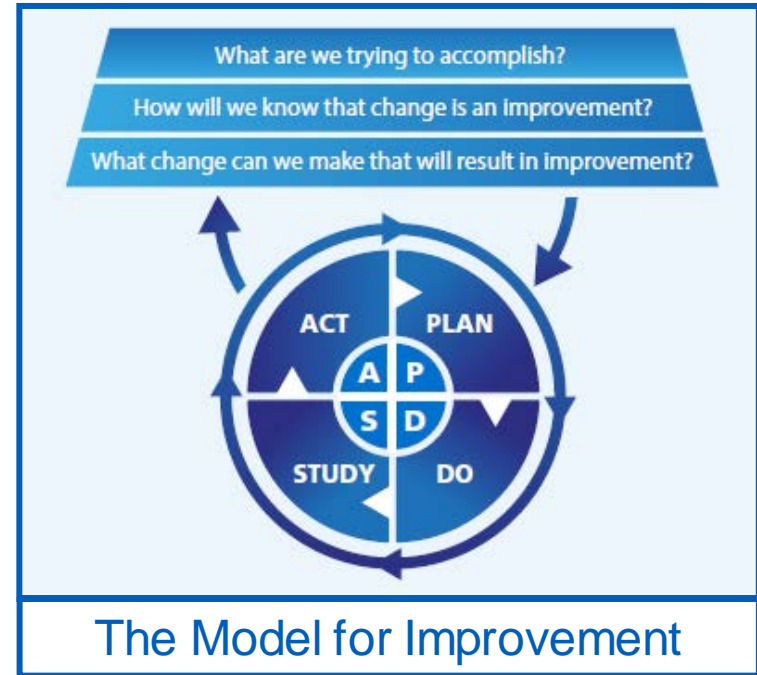 What are we trying to accomplish?
How will we know that change is an improvement?
What change can we make that will result in improvement?
ACT
PLAN
A
P
S
D
STUDY
DO
The Model for Improvement